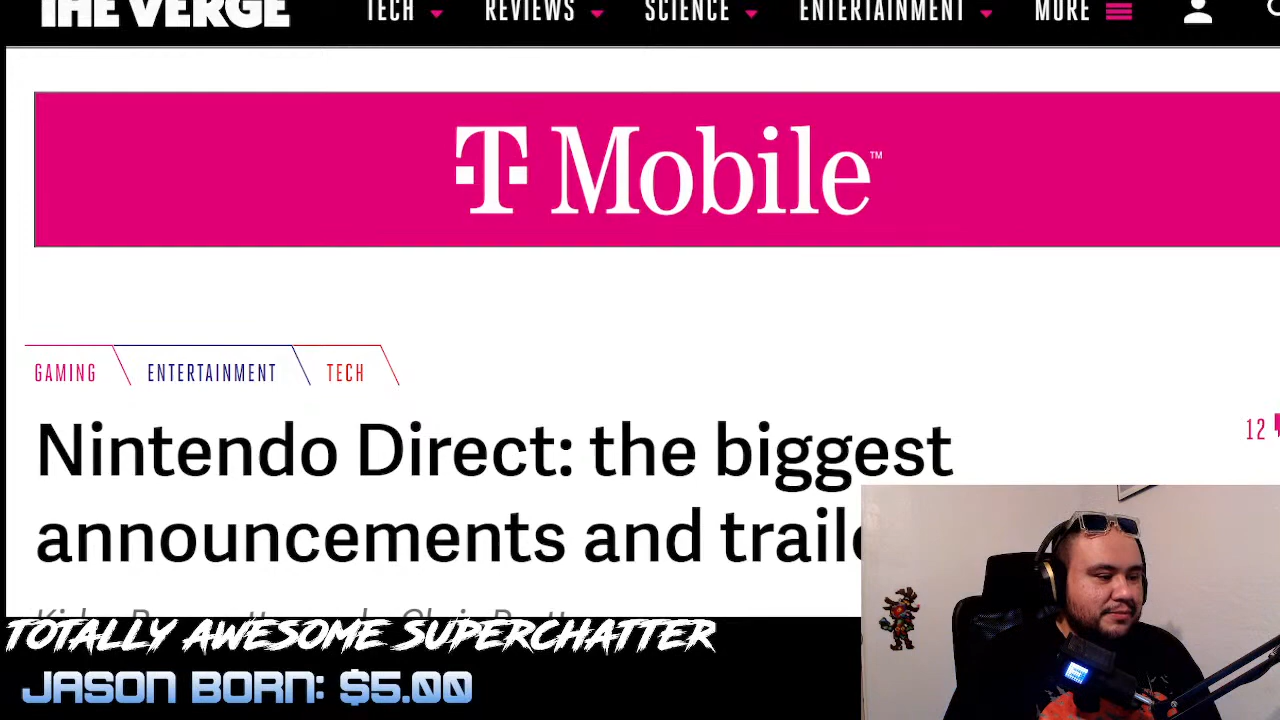 THE VERGE
TECH REVIEWS SCIENCE ENTERTAINMENT MORE
T Mobile™
GAMING ENTERTAINMENT TECH
Nintendo Direct: the biggest
12
announcements and traile
TOTALLY AWESOME SUPERCHATTER
JASON BORN: $5.00